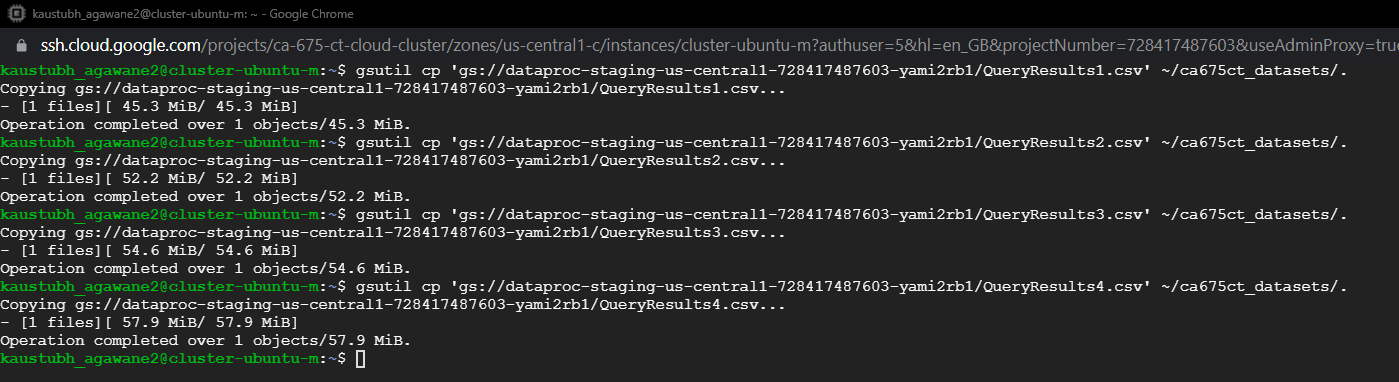 kaustubh_agawane2@cluster-ubuntu-m: ~ - Google Chrome
ssh.cloud.google.com/projects/ca-675-ct-cloud-cluster/zones/us-central1-c/instances/cluster-ubuntu-m?authuser=5&hl=en_GB&projectNumber=728417487603&useAdminProxy=true
kaustubh_agawane2@cluster-ubuntu-m:~$ gsutil cp 'gs://dataproc-staging-us-central1-728417487603-yami2rb1/QueryResults1.csv' ~/ca675ct_datasets/.
Copying gs://dataproc-staging-us-central1-728417487603-yami2rb1/QueryResults1.csv...
- [1 files][ 45.3 MiB/ 45.3 MiB]
Operation completed over 1 objects/45.3 MiB.
kaustubh_agawane2@cluster-ubuntu-m:~$ gsutil cp 'gs://dataproc-staging-us-central1-728417487603-yami2rb1/QueryResults2.csv' ~/ca675ct_datasets/.
Copying gs://dataproc-staging-us-central1-728417487603-yami2rb1/QueryResults2.csv...
- [1 files][ 52.2 MiB/ 52.2 MiB]
Operation completed over 1 objects/52.2 MiB.
kaustubh_agawane2@cluster-ubuntu-m:~$ gsutil cp 'gs://dataproc-staging-us-central1-728417487603-yami2rb1/QueryResults3.csv' ~/ca675ct_datasets/.
Copying gs://dataproc-staging-us-central1-728417487603-yami2rb1/QueryResults3.csv...
- [1 files][ 54.6 MiB/ 54.6 MiB]
Operation completed over 1 objects/54.6 MiB.
kaustubh_agawane2@cluster-ubuntu-m:~$ gsutil cp 'gs://dataproc-staging-us-central1-728417487603-yami2rb1/QueryResults4.csv' ~/ca675ct_datasets/.
Copying gs://dataproc-staging-us-central1-728417487603-yami2rb1/QueryResults4.csv...
- [1 files][ 57.9 MiB/ 57.9 MiB]
Operation completed over 1 objects/57.9 MiB.
kaustubh_agawane2@cluster-ubuntu-m:~$